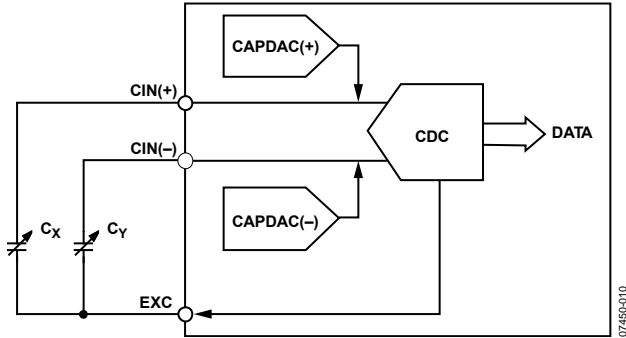 CAPDAC(+)
CIN(+)
CDC
DATA
CIN(–)
CAPDAC(–)
CX
CY
EXC
07450-010